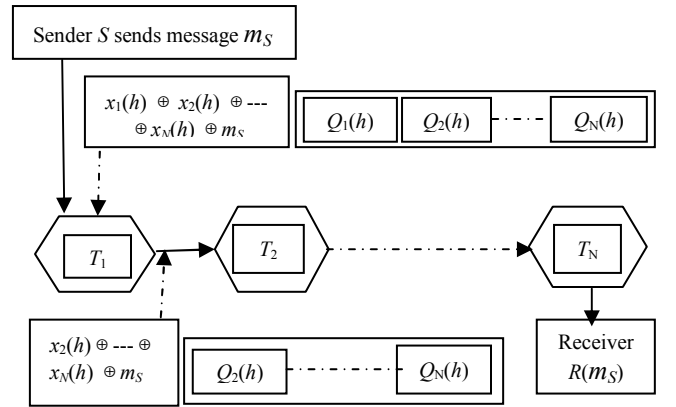 Sender S sends message m_S
x₁(h) ⊕ x₂(h) ⊕ ---
⊕ x_N(h) ⊕ m_S
Q₁(h) Q₂(h) Q_N(h)
T₁ T₂ T_N
x₂(h) ⊕ --- ⊕
x_N(h) ⊕ m_S
Q₂(h) Q_N(h)
Receiver
R(m_S)